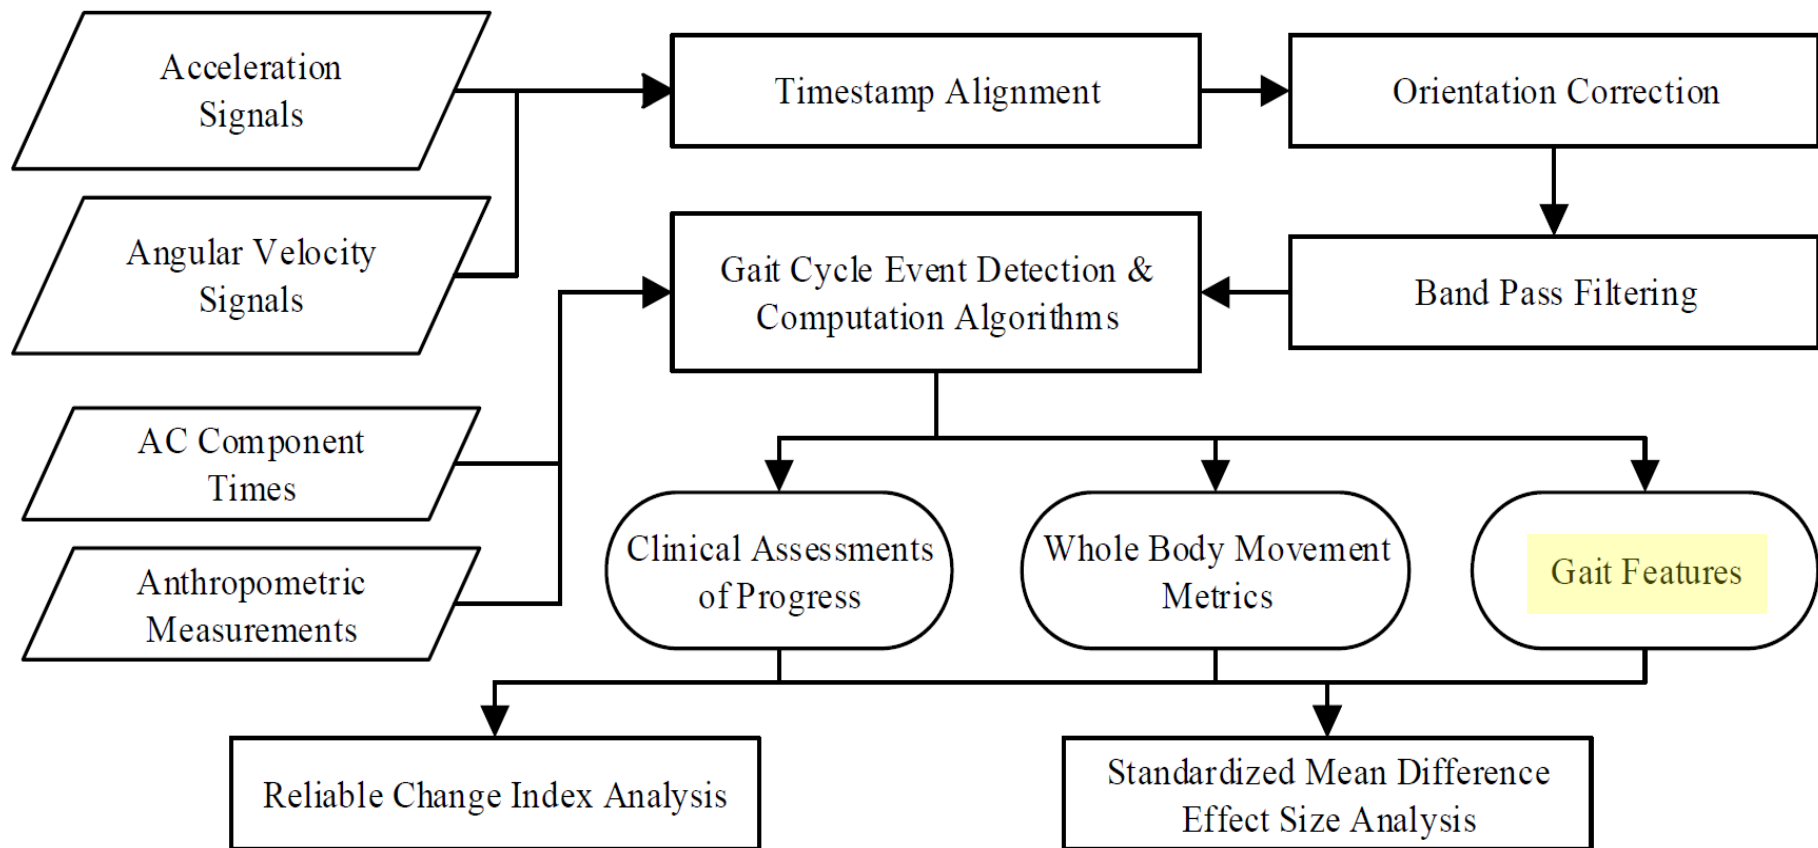 Acceleration
Signals
Timestamp Alignment
Orientation Correction
Angular Velocity
Signals
Gait Cycle Event Detection &
Computation Algorithms
Band Pass Filtering
AC Component
Times
Anthropometric
Measurements
Clinical Assessments
of Progress
Whole Body Movement
Metrics
Gait Features
Reliable Change Index Analysis
Standardized Mean Difference
Effect Size Analysis